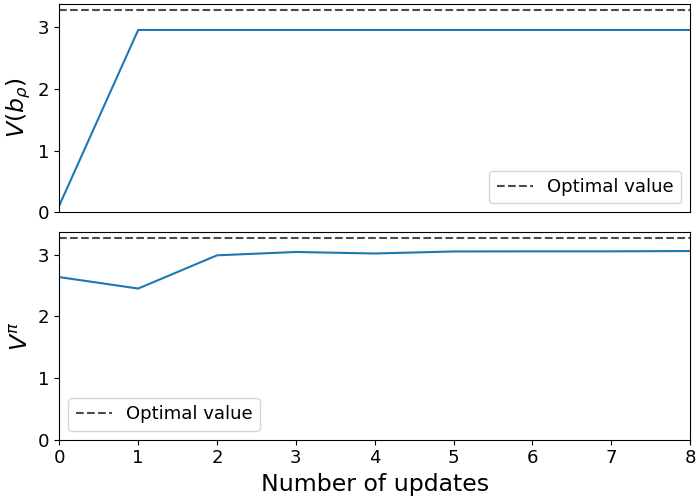 3
2
1
0
V(b_ρ)
Optimal value
3
2
1
0
V^π
Optimal value
0 1 2 3 4 5 6 7 8
Number of updates